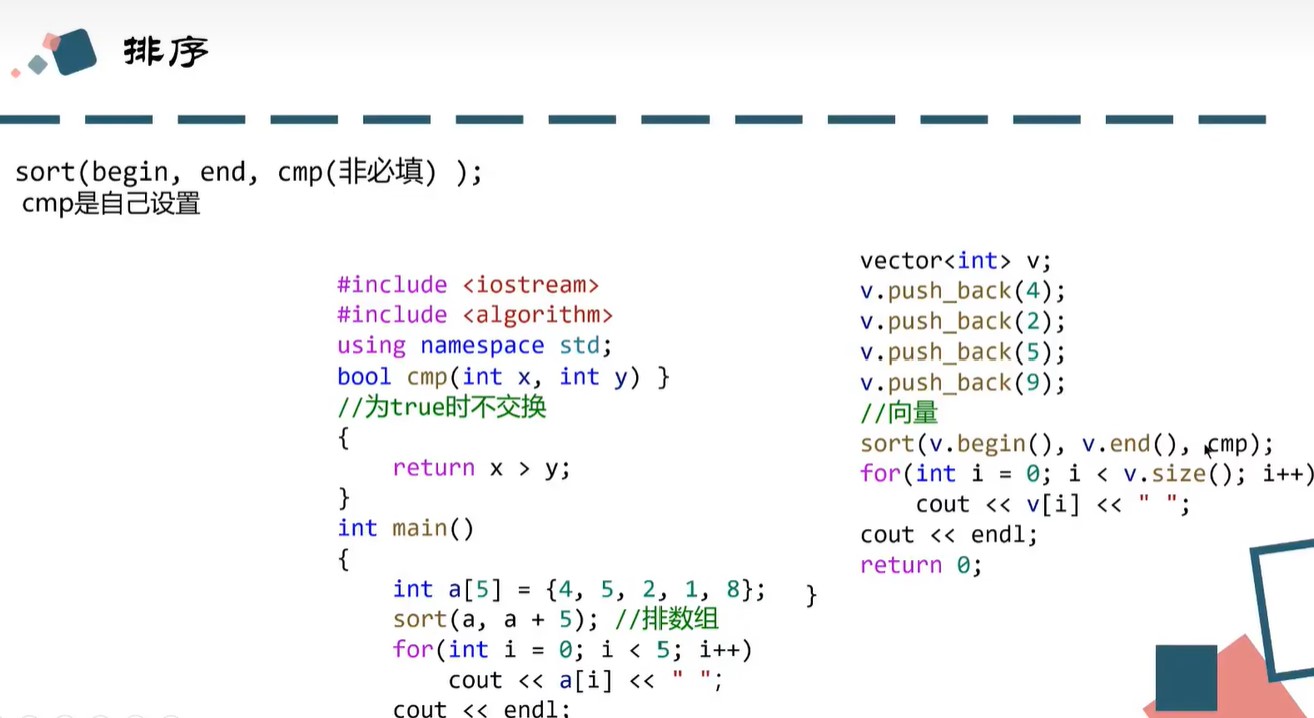 排序
sort(begin, end, cmp(非必填) );
cmp是自己设置
#include <iostream>
#include <algorithm>
using namespace std;
bool cmp(int x, int y) }
//为true时不交换
{
return x > y;
}
int main()
{
int a[5] = {4, 5, 2, 1, 8};
sort(a, a + 5); //排数组
for(int i = 0; i < 5; i++)
cout << a[i] << " ";
cout << endl;
vector<int> v;
v.push_back(4);
v.push_back(2);
v.push_back(5);
v.push_back(9);
//向量
sort(v.begin(), v.end(), cmp);
for(int i = 0; i < v.size(); i++)
cout << v[i] << " ";
cout << endl;
return 0;
}